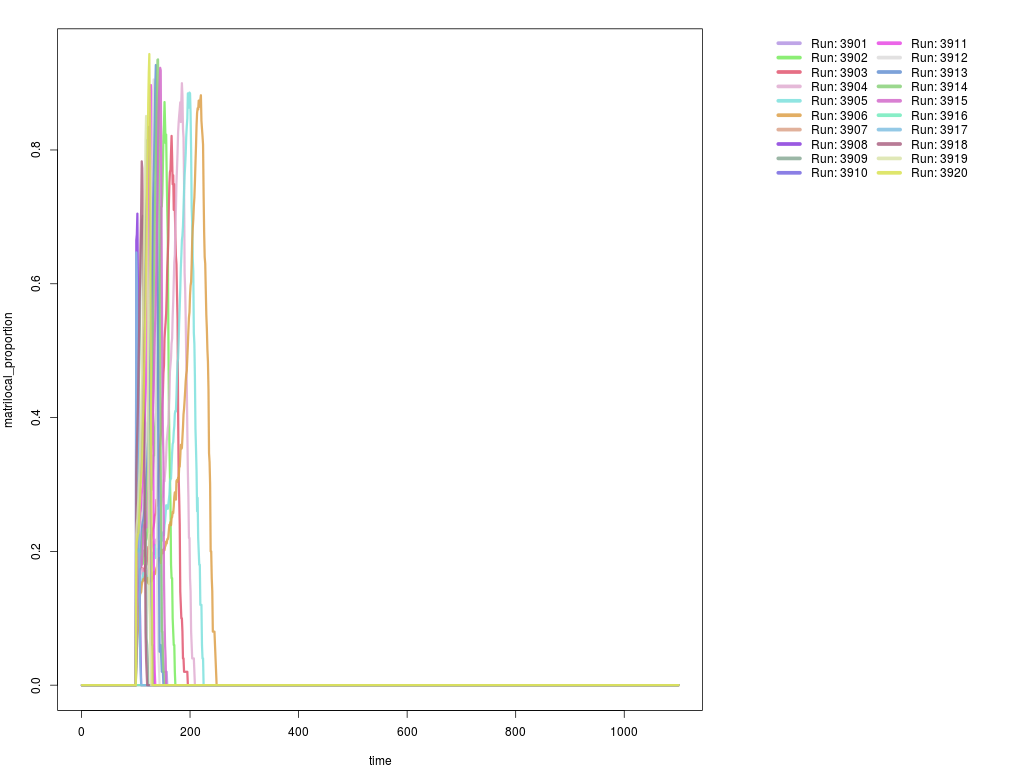 matrilocal_proportion
0.8
0.6
0.4
0.2
0.0
0 200 400 600 800 1000
time
Run: 3901 Run: 3911
Run: 3902 Run: 3912
Run: 3903 Run: 3913
Run: 3904 Run: 3914
Run: 3905 Run: 3915
Run: 3906 Run: 3916
Run: 3907 Run: 3917
Run: 3908 Run: 3918
Run: 3909 Run: 3919
Run: 3910 Run: 3920